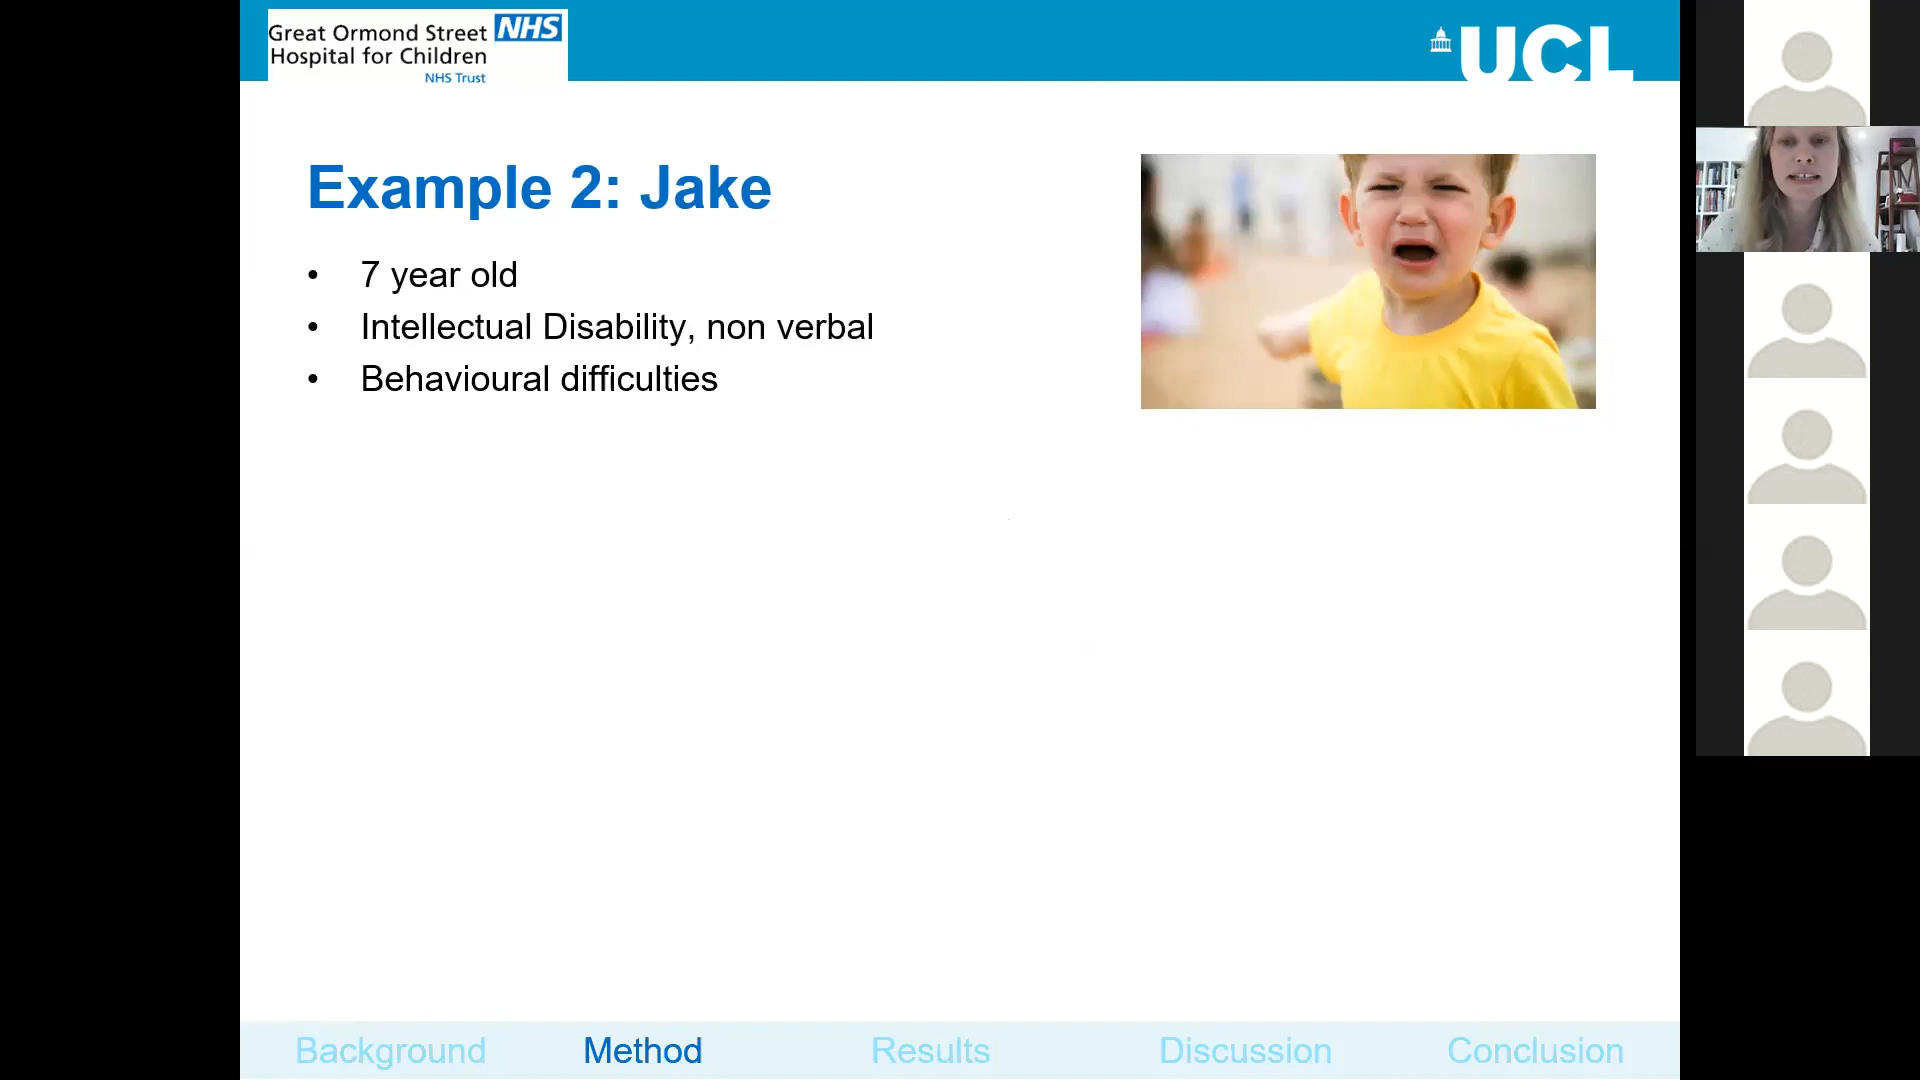 Great Ormond Street NHS
Hospital for Children
NHS Trust
UCL
Example 2: Jake
• 7 year old
• Intellectual Disability, non verbal
• Behavioural difficulties
Background Method Results Discussion Conclusion